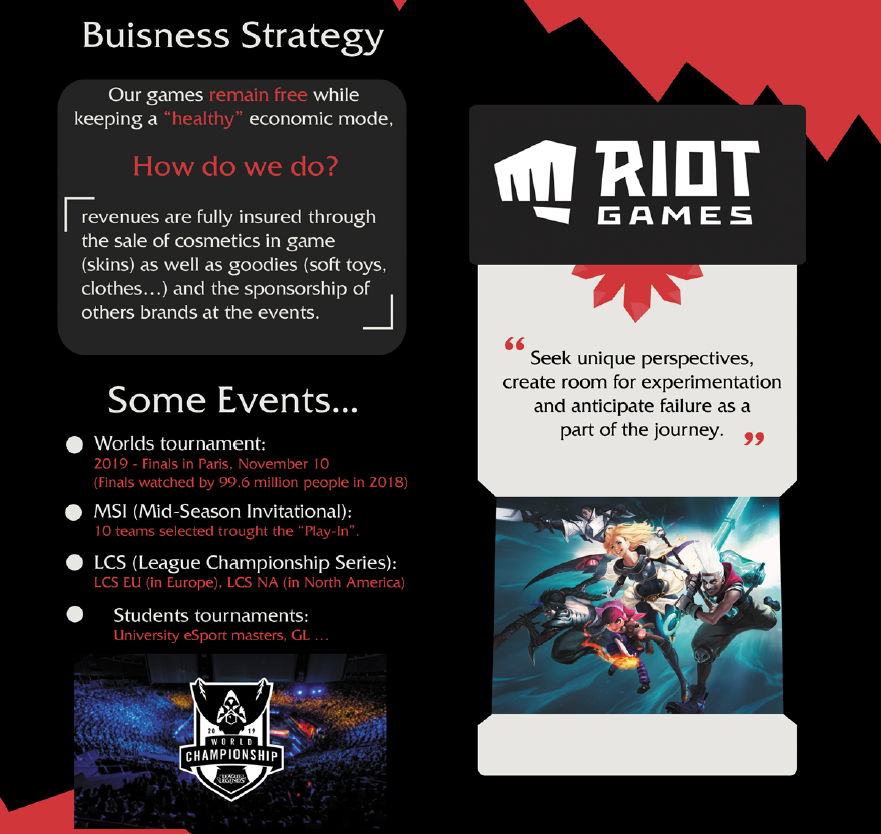 Buisness Strategy
Our games remain free while
keeping a “healthy” economic mode,
How do we do?
revenues are fully insured through
the sale of cosmetics in game
(skins) as well as goodies (soft toys,
clothes...) and the sponsorship of
others brands at the events.
Some Events...
Worlds tournament:
2019 - Finals in Paris, November 10
(Finals watched by 99.6 million people in 2018)
MSI (Mid-Season Invitational):
10 teams selected trought the “Play-In”.
LCS (League Championship Series):
LCS EU (in Europe), LCS NA (in North America)
Students tournaments:
University eSport masters, GL ...
20 19
WORLD
CHAMPIONSHIP
LEAGUE OF
LEGENDS
RIOT
GAMES
“ Seek unique perspectives,
create room for experimentation
and anticipate failure as a
part of the journey. ”